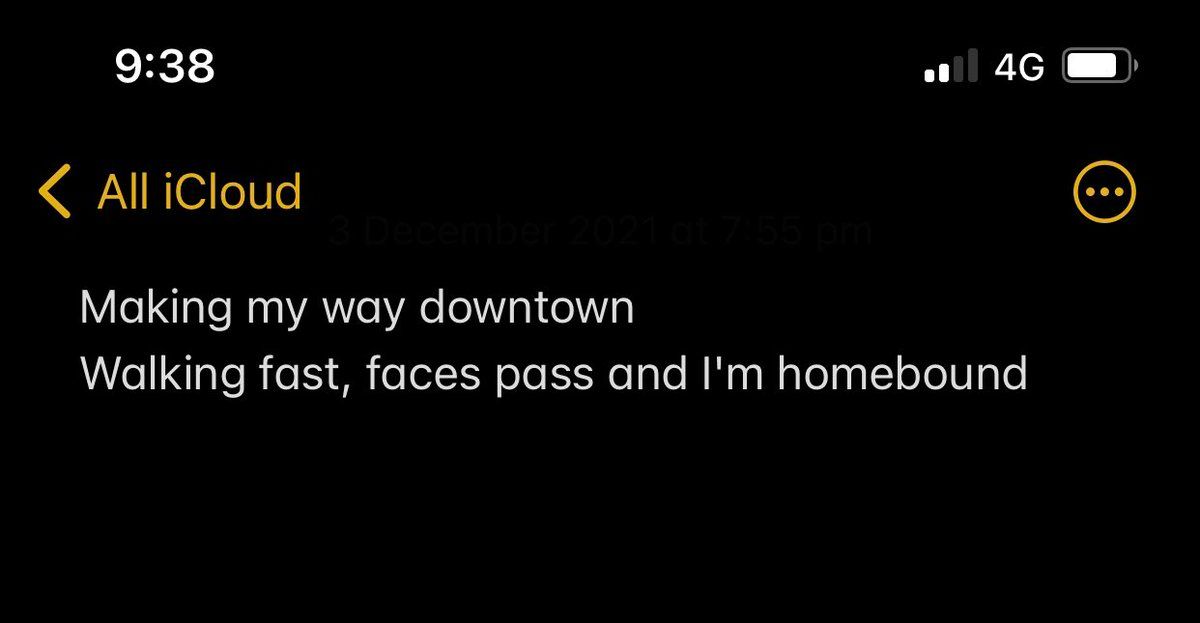 9:38 4G
All iCloud
3 December 2021 at 7:55 pm
Making my way downtown
Walking fast, faces pass and I'm homebound